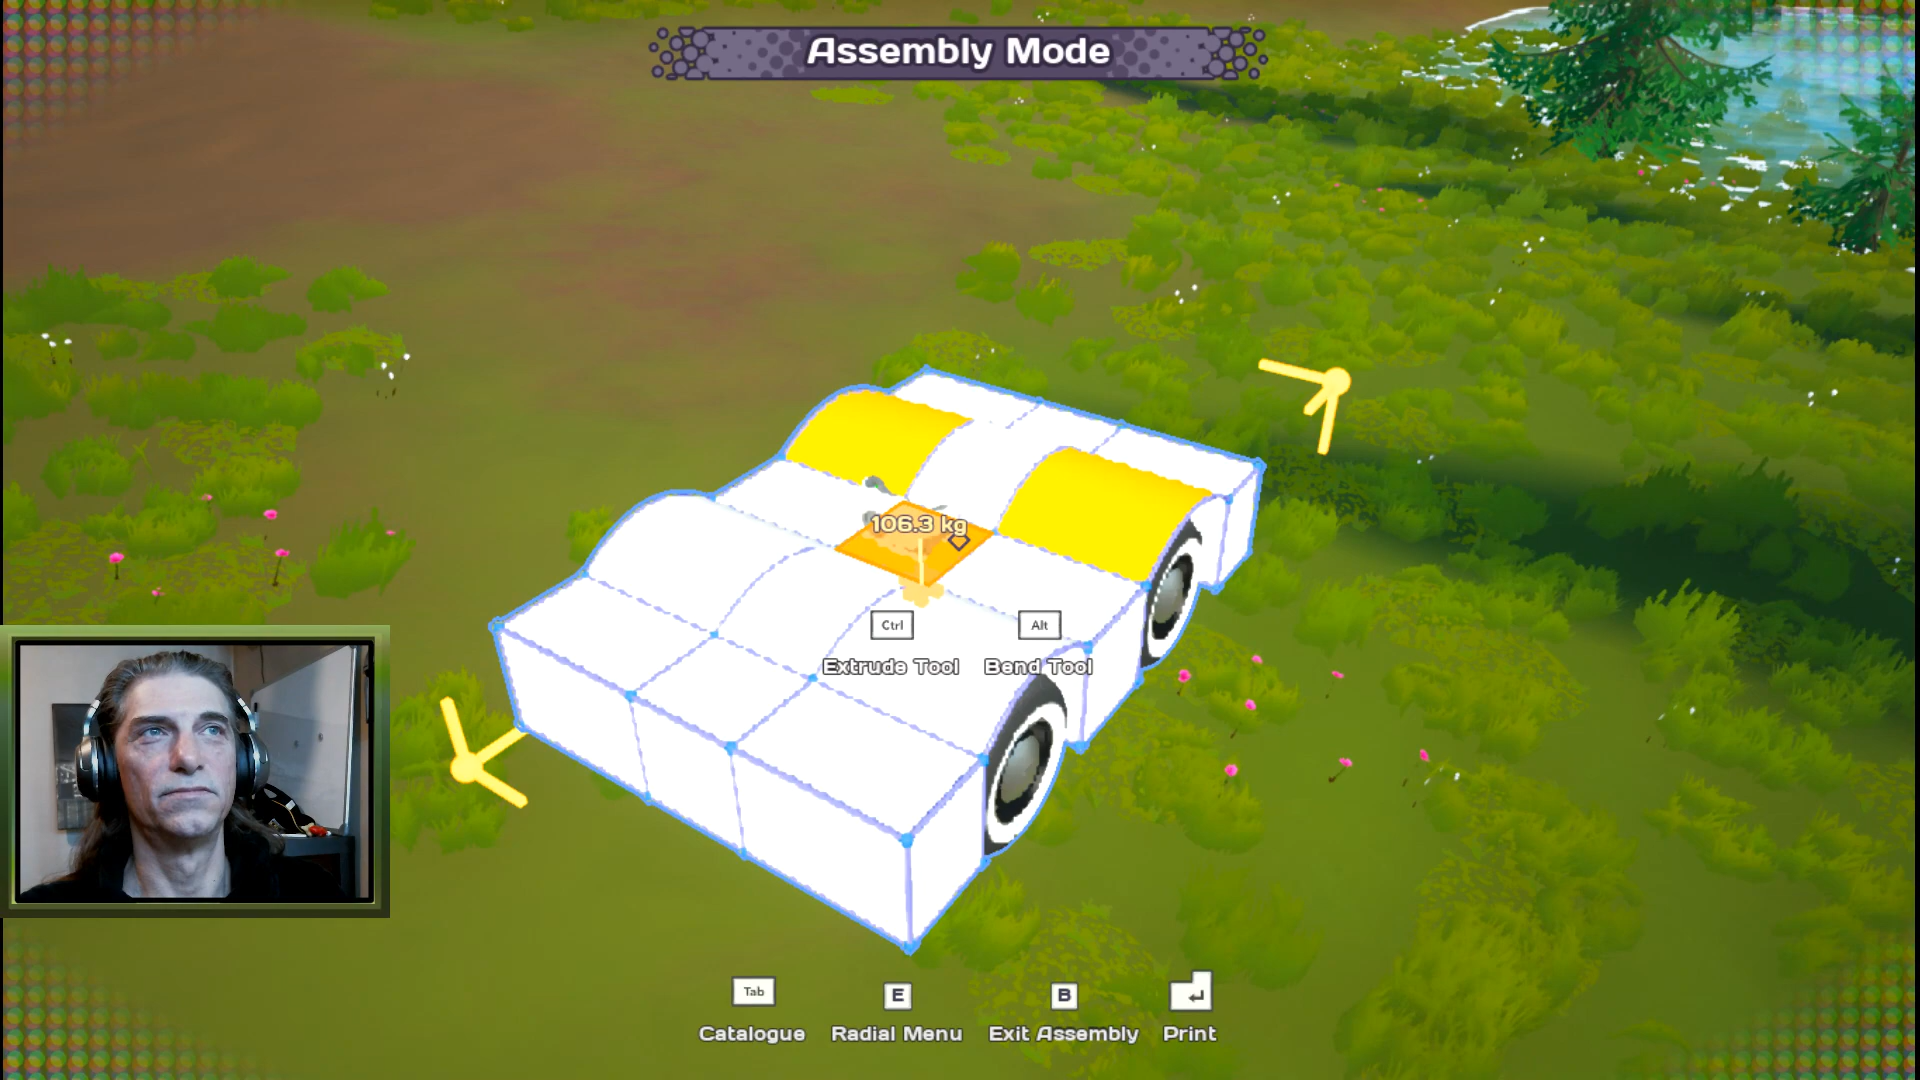 Assembly Mode
106.3 kg
Ctrl
Alt
Extrude Tool
Bend Tool
Tab
E
B
Catalogue
Radial Menu
Exit Assembly
Print